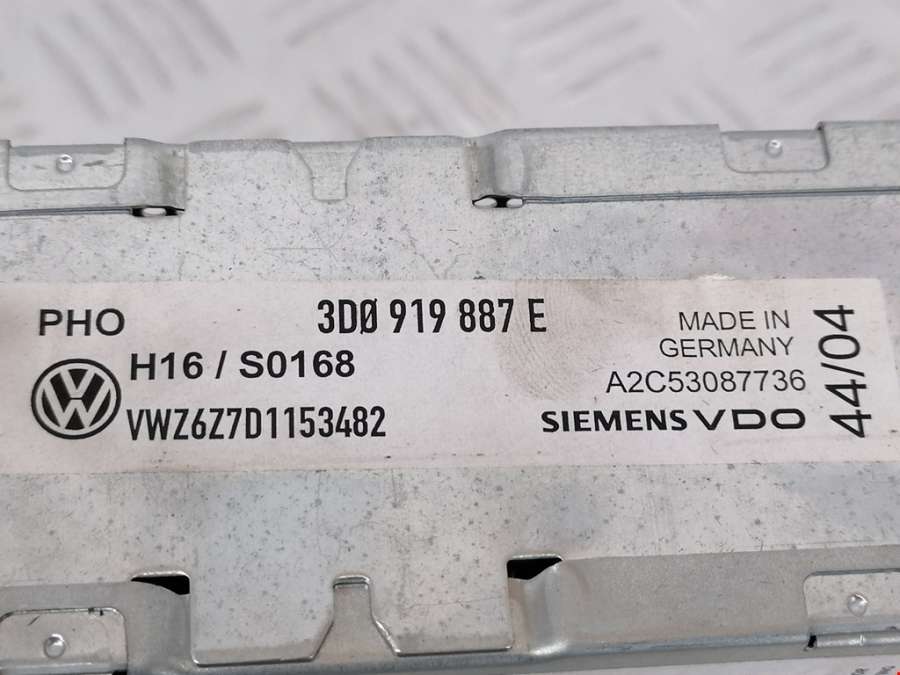 PHO
3DØ 919 887 E
H16 / S0168
VWZ6Z7D1153482
MADE IN
GERMANY
A2C53087736
SIEMENS VDO
44/04